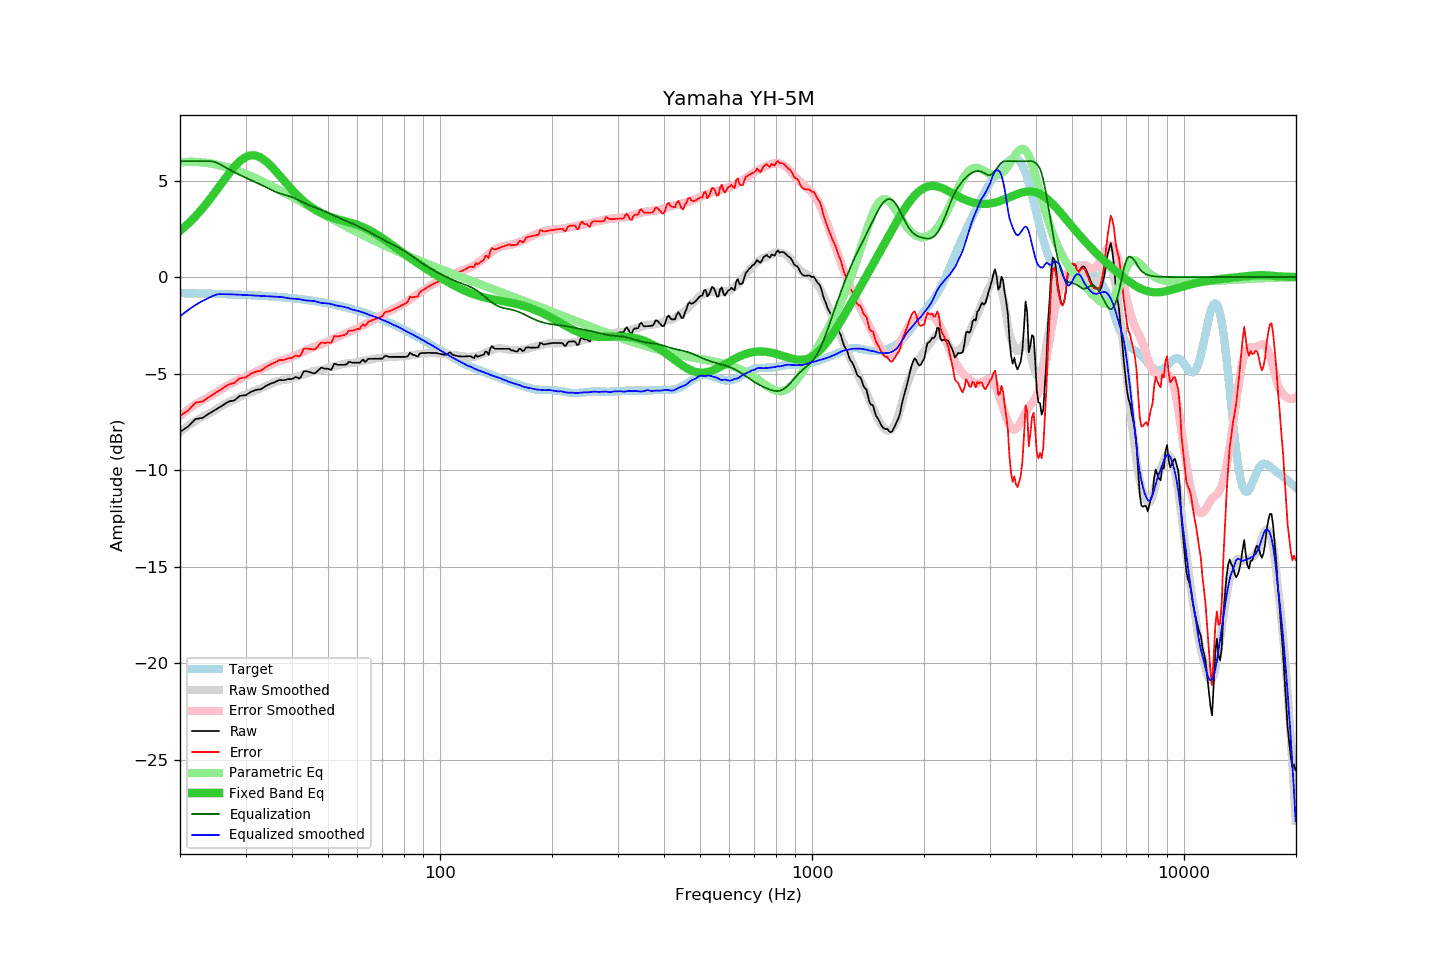 Yamaha YH-5M
5
0
−5
−10
−15
−20
−25
Amplitude (dBr)
Target
Raw Smoothed
Error Smoothed
Raw
Error
Parametric Eq
Fixed Band Eq
Equalization
Equalized smoothed
100 1000 10000
Frequency (Hz)